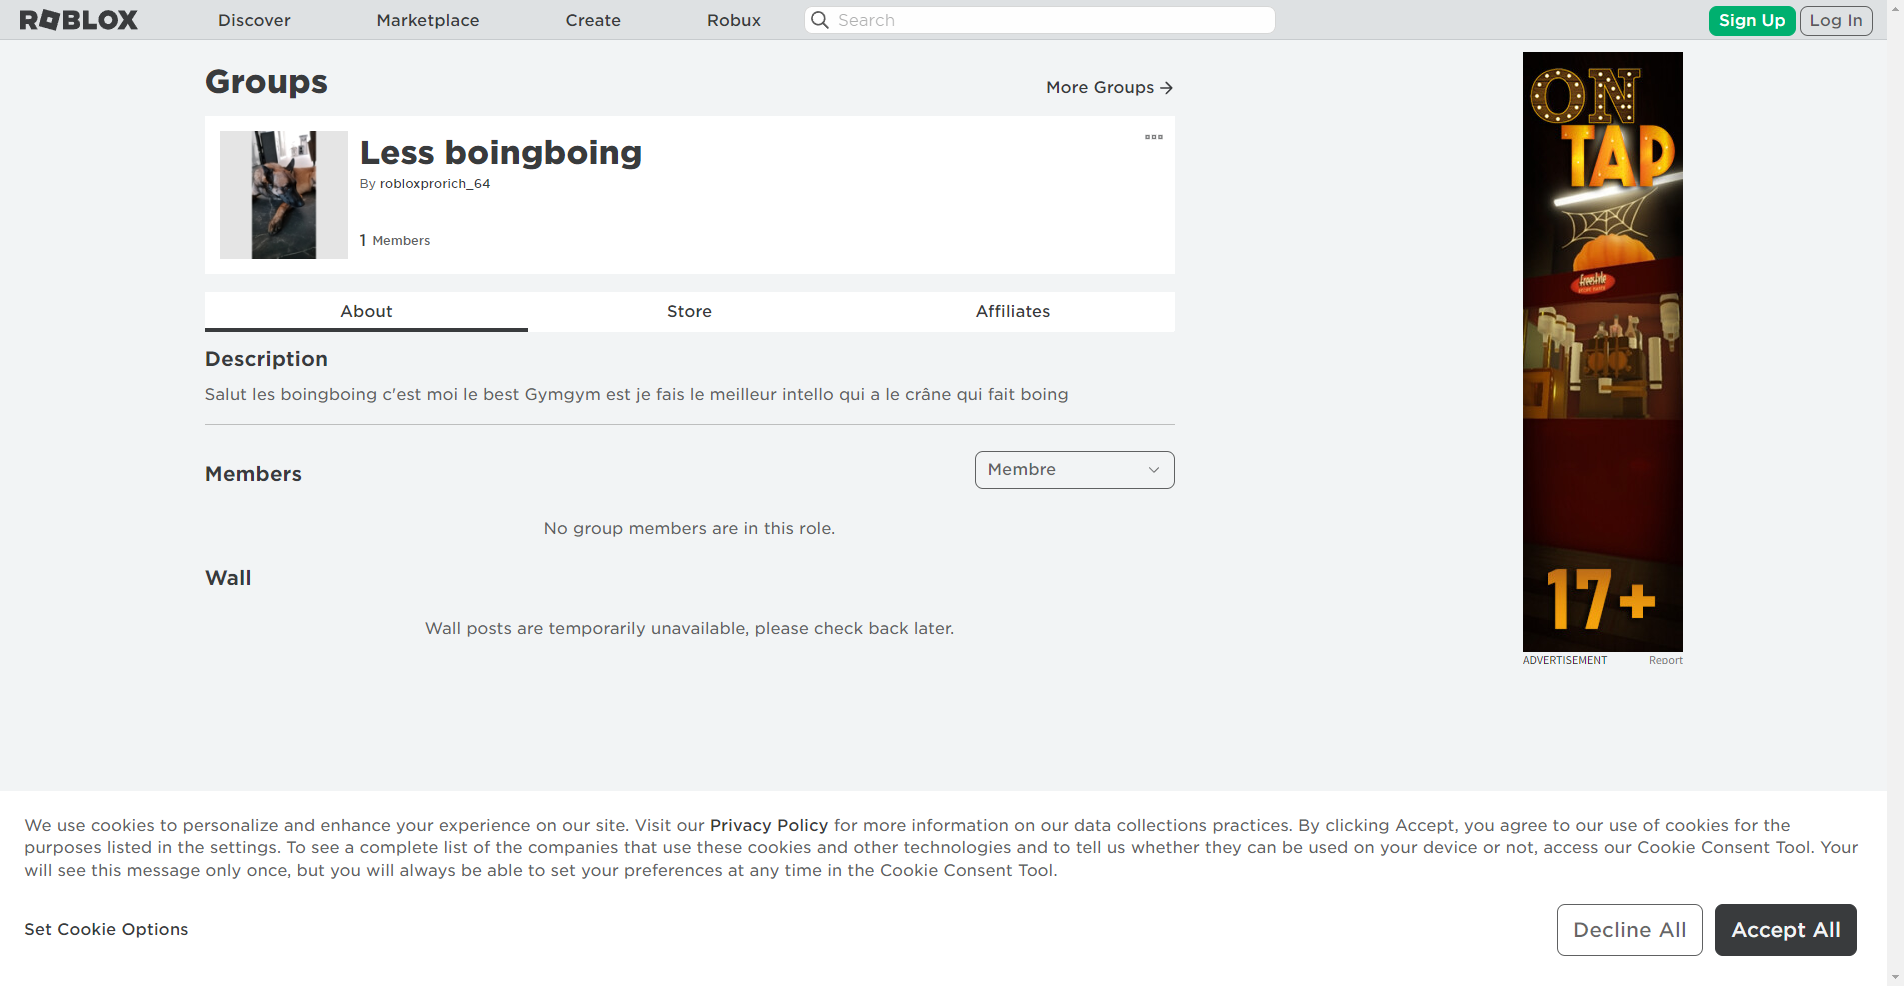 ROBLOX
Discover
Marketplace
Create
Robux
Search
Sign Up
Log In
Groups
More Groups
Less boingboing
By robloxprorich_64
1 Members
About
Store
Affiliates
Description
Salut les boingboing c'est moi le best Gymgym est je fais le meilleur intello qui a le crâne qui fait boing
Members
Membre
No group members are in this role.
Wall
Wall posts are temporarily unavailable, please check back later.
ON
TAP
freestyle
17+
ADVERTISEMENT
Report
We use cookies to personalize and enhance your experience on our site. Visit our Privacy Policy for more information on our data collections practices. By clicking Accept, you agree to our use of cookies for the
purposes listed in the settings. To see a complete list of the companies that use these cookies and other technologies and to tell us whether they can be used on your device or not, access our Cookie Consent Tool. Your
will see this message only once, but you will always be able to set your preferences at any time in the Cookie Consent Tool.
Set Cookie Options
Decline All
Accept All